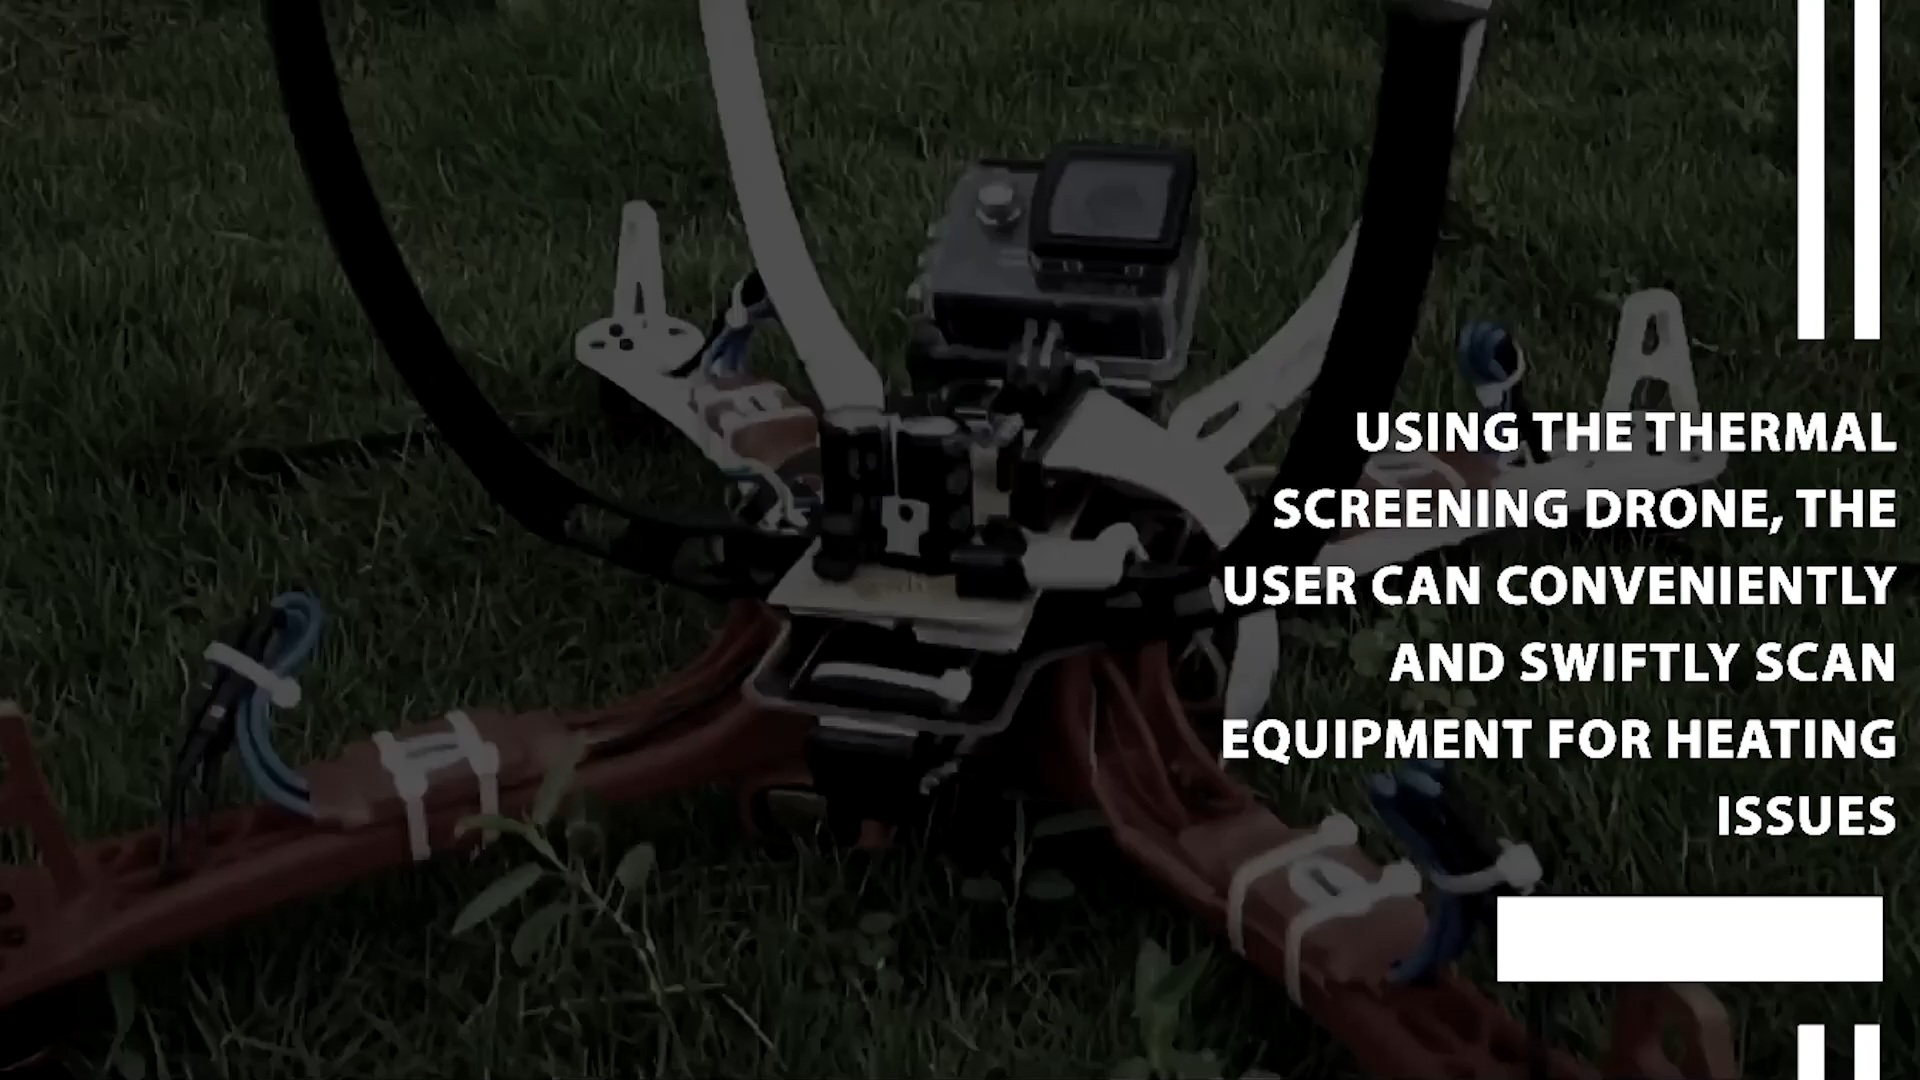 USING THE THERMAL
SCREENING DRONE, THE
USER CAN CONVENIENTLY
AND SWIFTLY SCAN
EQUIPMENT FOR HEATING
ISSUES